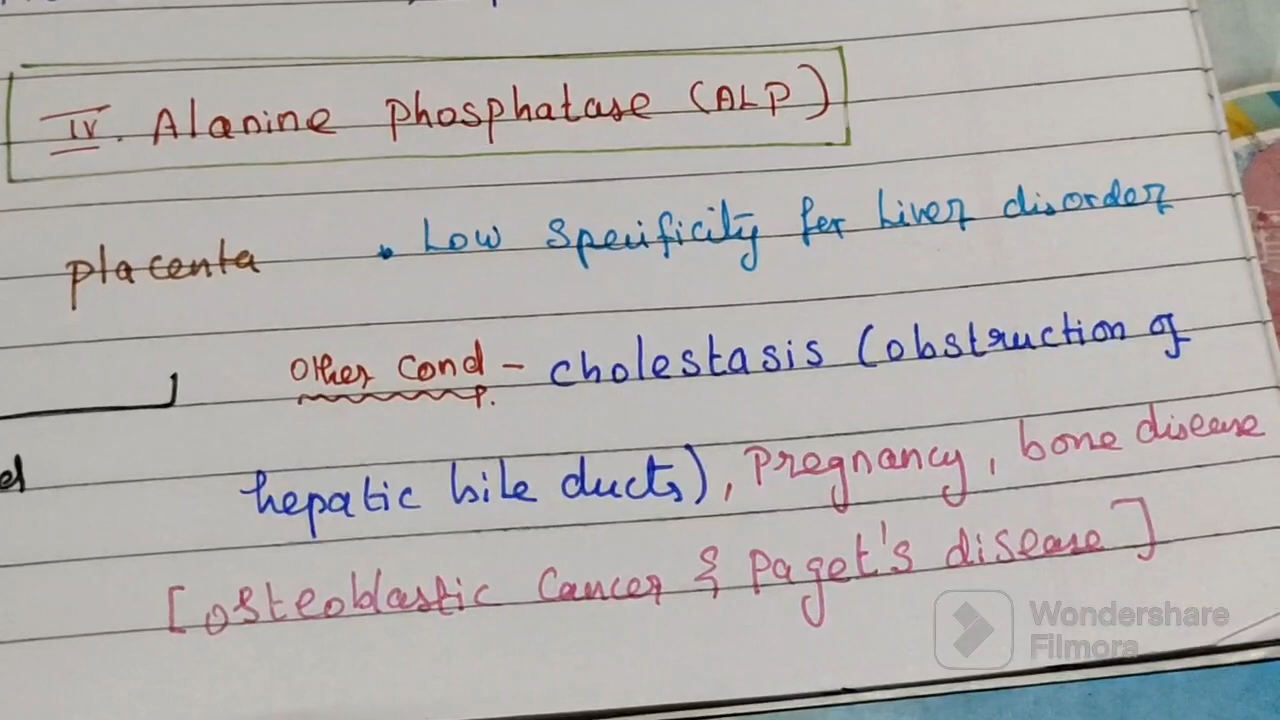 IV. Alanine phosphatase (ALP)
placenta • Low specificity for Liver disorder
other cond - cholestasis (obstruction of
hepatic bile ducts), pregnancy, bone disease
[osteoblastic cancer & paget's disease]
Wondershare
Filmora